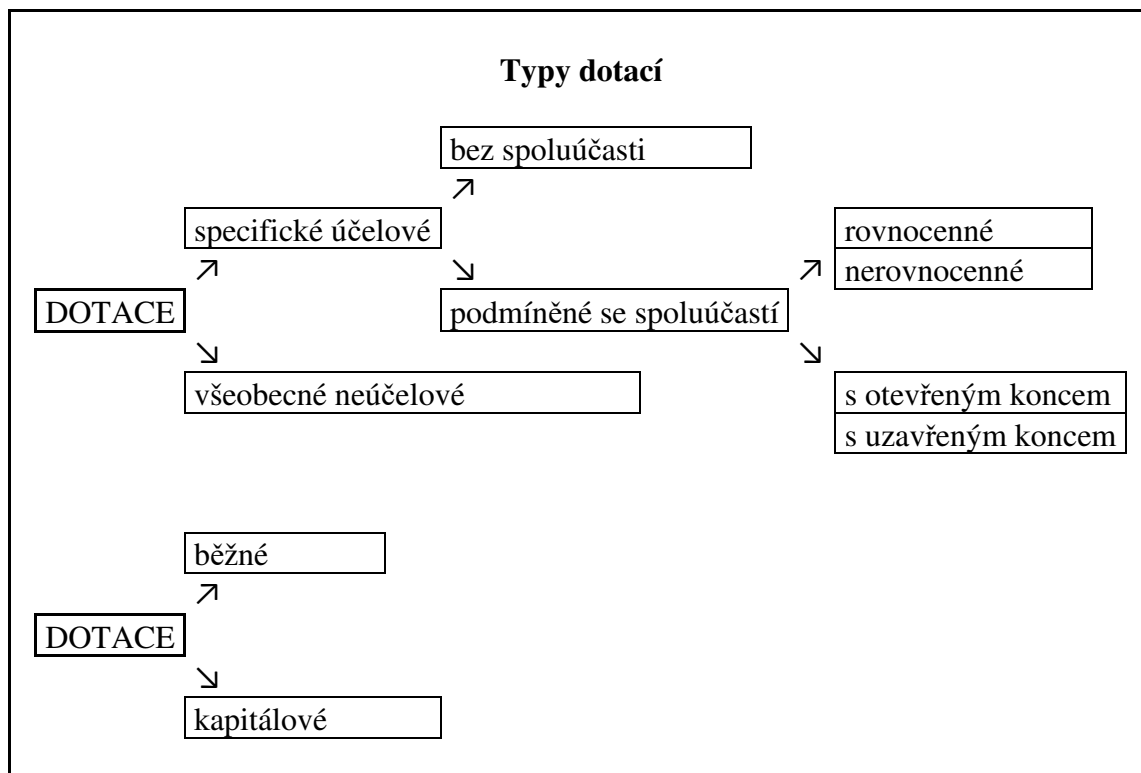 Typy dotací
bez spoluúčasti
↗
specifické účelové
rovnocenné
↗ ↘ ↗
nerovnocenné
DOTACE
podmíněné se spoluúčastí
↘ ↘
všeobecné neúčelové
s otevřeným koncem
s uzavřeným koncem
běžné
↗
DOTACE
↘
kapitálové